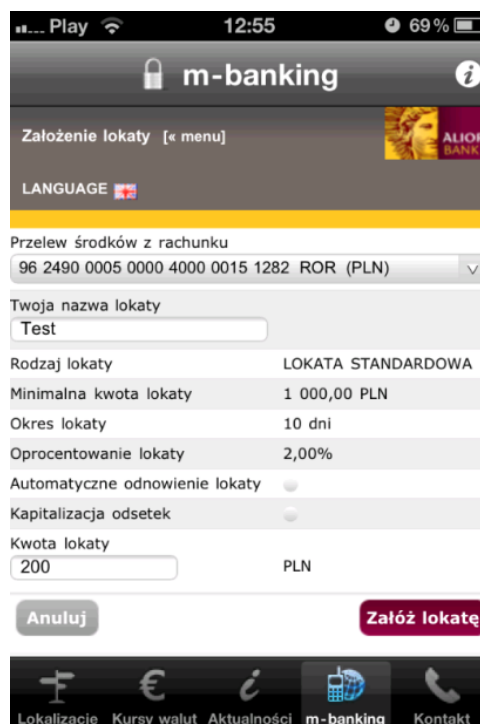 Play 12:55 69%
m-banking
Założenie lokaty [« menu]
ALIOR
BANK
LANGUAGE
Przelew środków z rachunku
96 2490 0005 0000 4000 0015 1282 ROR (PLN)
Twoja nazwa lokaty
Test
Rodzaj lokaty LOKATA STANDARDOWA
Minimalna kwota lokaty 1 000,00 PLN
Okres lokaty 10 dni
Oprocentowanie lokaty 2,00%
Automatyczne odnowienie lokaty
Kapitalizacja odsetek
Kwota lokaty
200 PLN
Anuluj Załóż lokatę
Lokalizacje Kursy walut Aktualności m-banking Kontakt